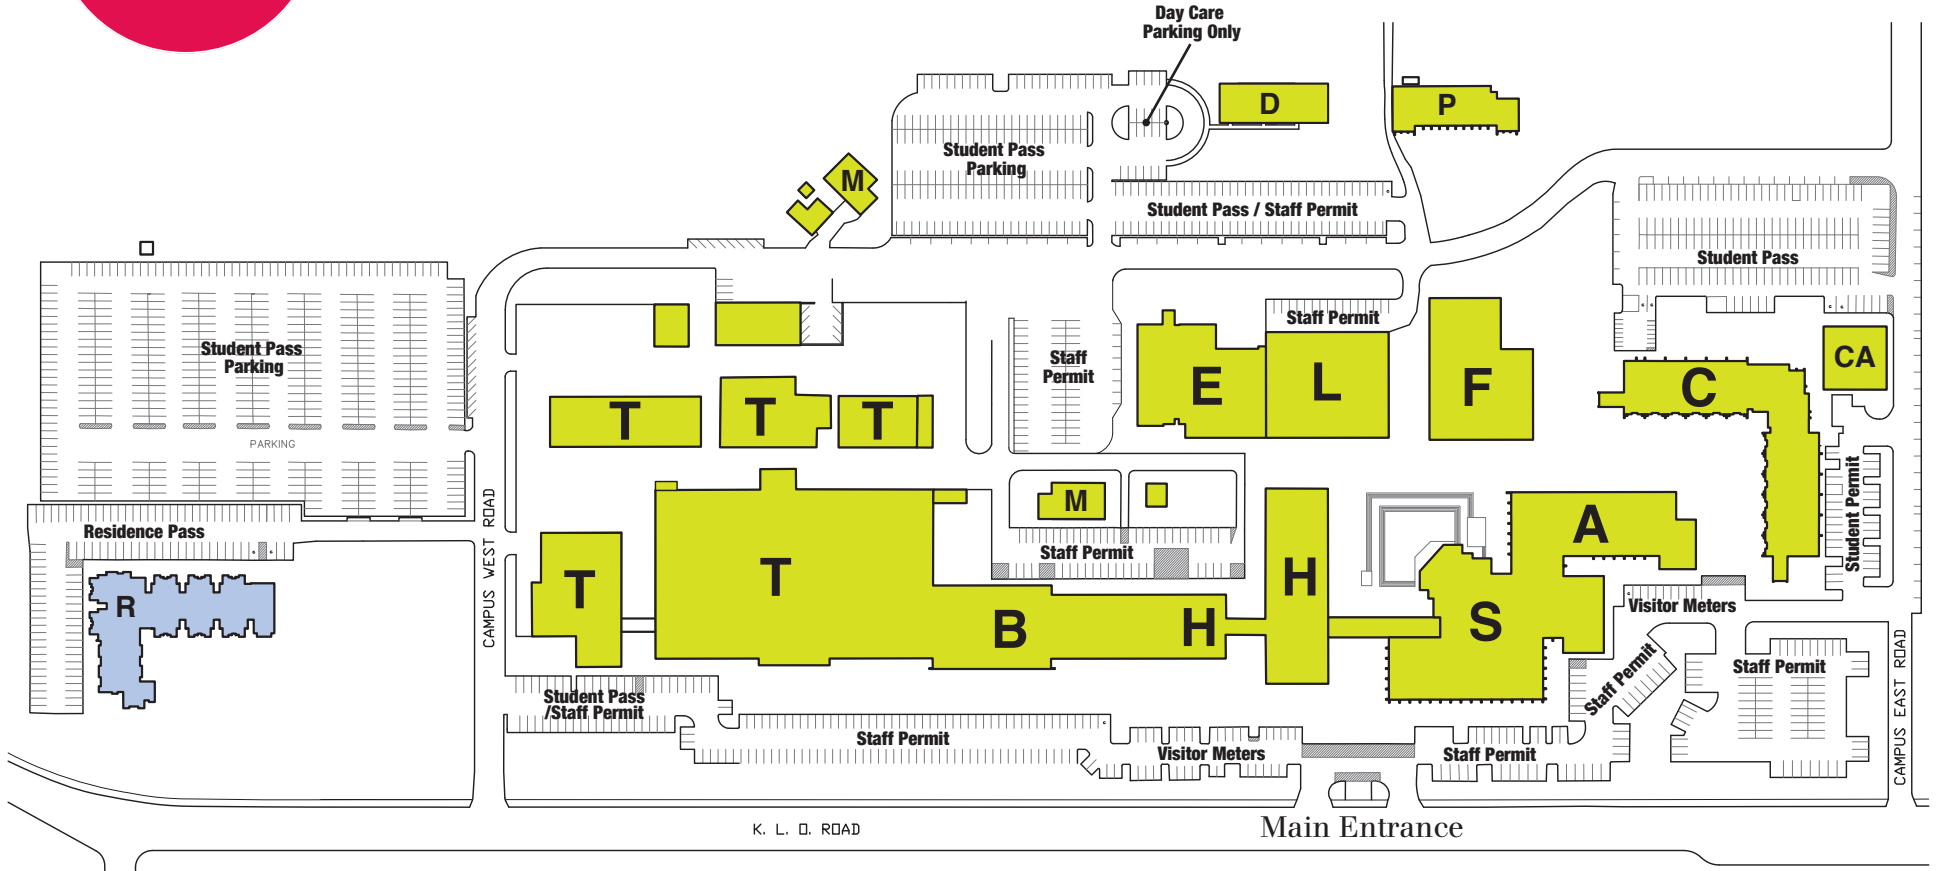 Day Care
Parking Only
D
P
Student Pass
Parking
M
Student Pass / Staff Permit
Student Pass
Student Pass
Parking
PARKING
Staff Permit
Staff
Permit
E
L
F
C
CA
T
T
T
Student Permit
CAMPUS WEST ROAD
Residence Pass
M
Staff Permit
A
R
T
T
B
H
H
S
Visitor Meters
Staff Permit
Staff Permit
CAMPUS EAST ROAD
Student Pass
/Staff Permit
Staff Permit
Visitor Meters
Staff Permit
K. L. O. ROAD
Main Entrance